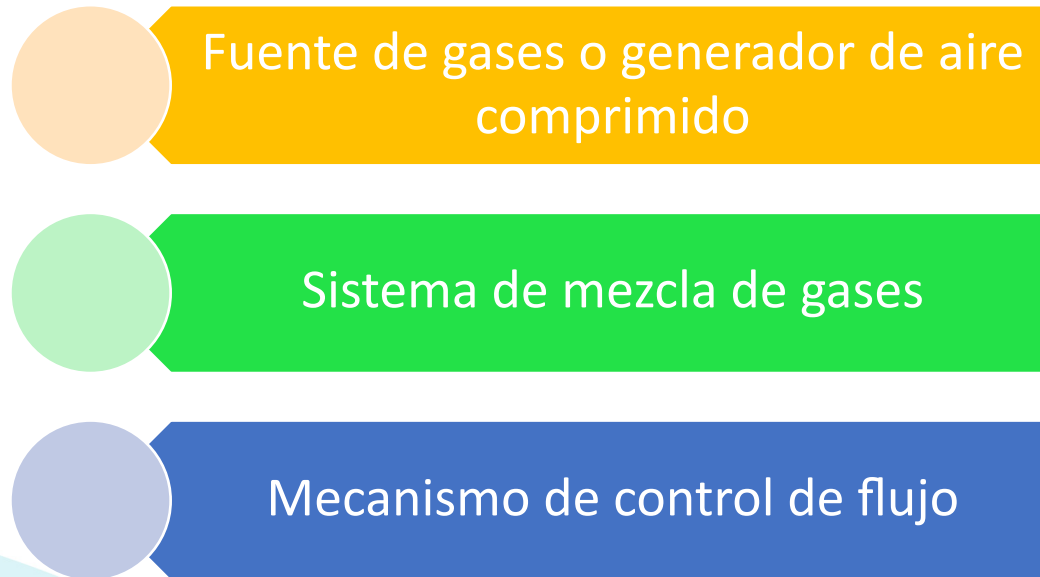 Fuente de gases o generador de aire
comprimido
Sistema de mezcla de gases
Mecanismo de control de flujo